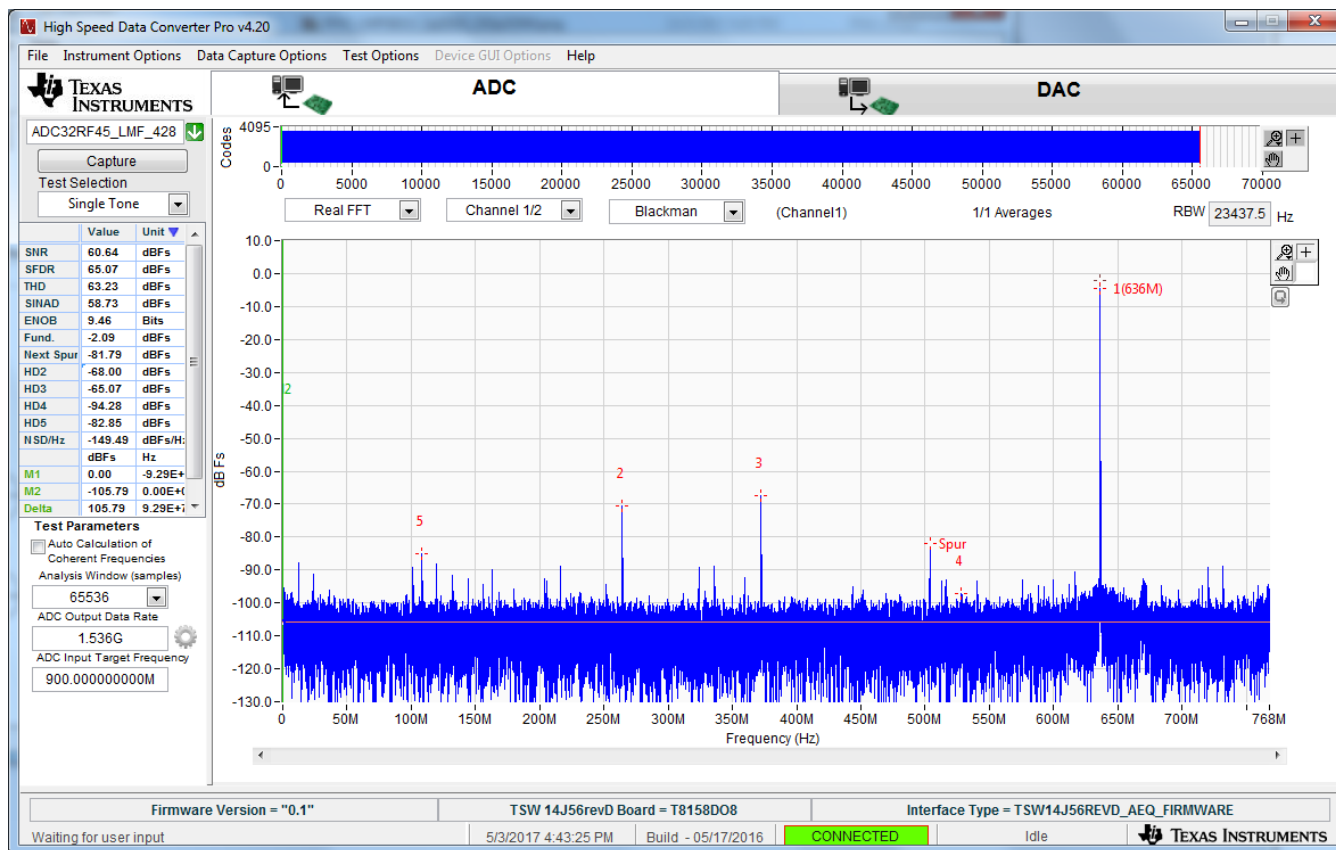 High Speed Data Converter Pro v4.20
File Instrument Options Data Capture Options Test Options Device GUI Options Help
TEXAS INSTRUMENTS
ADC
DAC
ADC32RF45_LMF_428
Capture
Test Selection
Single Tone
Value Unit
SNR 60.64 dBFs
SFDR 65.07 dBFs
THD 63.23 dBFs
SINAD 58.73 dBFs
ENOB 9.46 Bits
Fund. -2.09 dBFs
Next Spur -81.79 dBFs
HD2 -68.00 dBFs
HD3 -65.07 dBFs
HD4 -94.28 dBFs
HD5 -82.85 dBFs
NSD/Hz -149.49 dBFs/Hz
dBFs Hz
M1 0.00 -9.29E+
M2 -105.79 0.00E+(
Delta 105.79 9.29E+7
Test Parameters
Auto Calculation of
Coherent Frequencies
Analysis Window (samples)
65536
ADC Output Data Rate
1.536G
ADC Input Target Frequency
900.000000000M
Codes
4095
0
0 5000 10000 15000 20000 25000 30000 35000 40000 45000 50000 55000 60000 65000 70000
Real FFT Channel 1/2 Blackman (Channel1) 1/1 Averages RBW 23437.5 Hz
dBFs
10.0
0.0
-10.0
-20.0
-30.0
-40.0
-50.0
-60.0
-70.0
-80.0
-90.0
-100.0
-110.0
-120.0
-130.0
1(636M)
2
2
3
5
Spur
4
0 50M 100M 150M 200M 250M 300M 350M 400M 450M 500M 550M 600M 650M 700M 768M
Frequency (Hz)
Firmware Version = "0.1" TSW 14J56revD Board = T8158DO8 Interface Type = TSW14J56REVD_AEQ_FIRMWARE
Waiting for user input 5/3/2017 4:43:25 PM Build - 05/17/2016 CONNECTED Idle TEXAS INSTRUMENTS